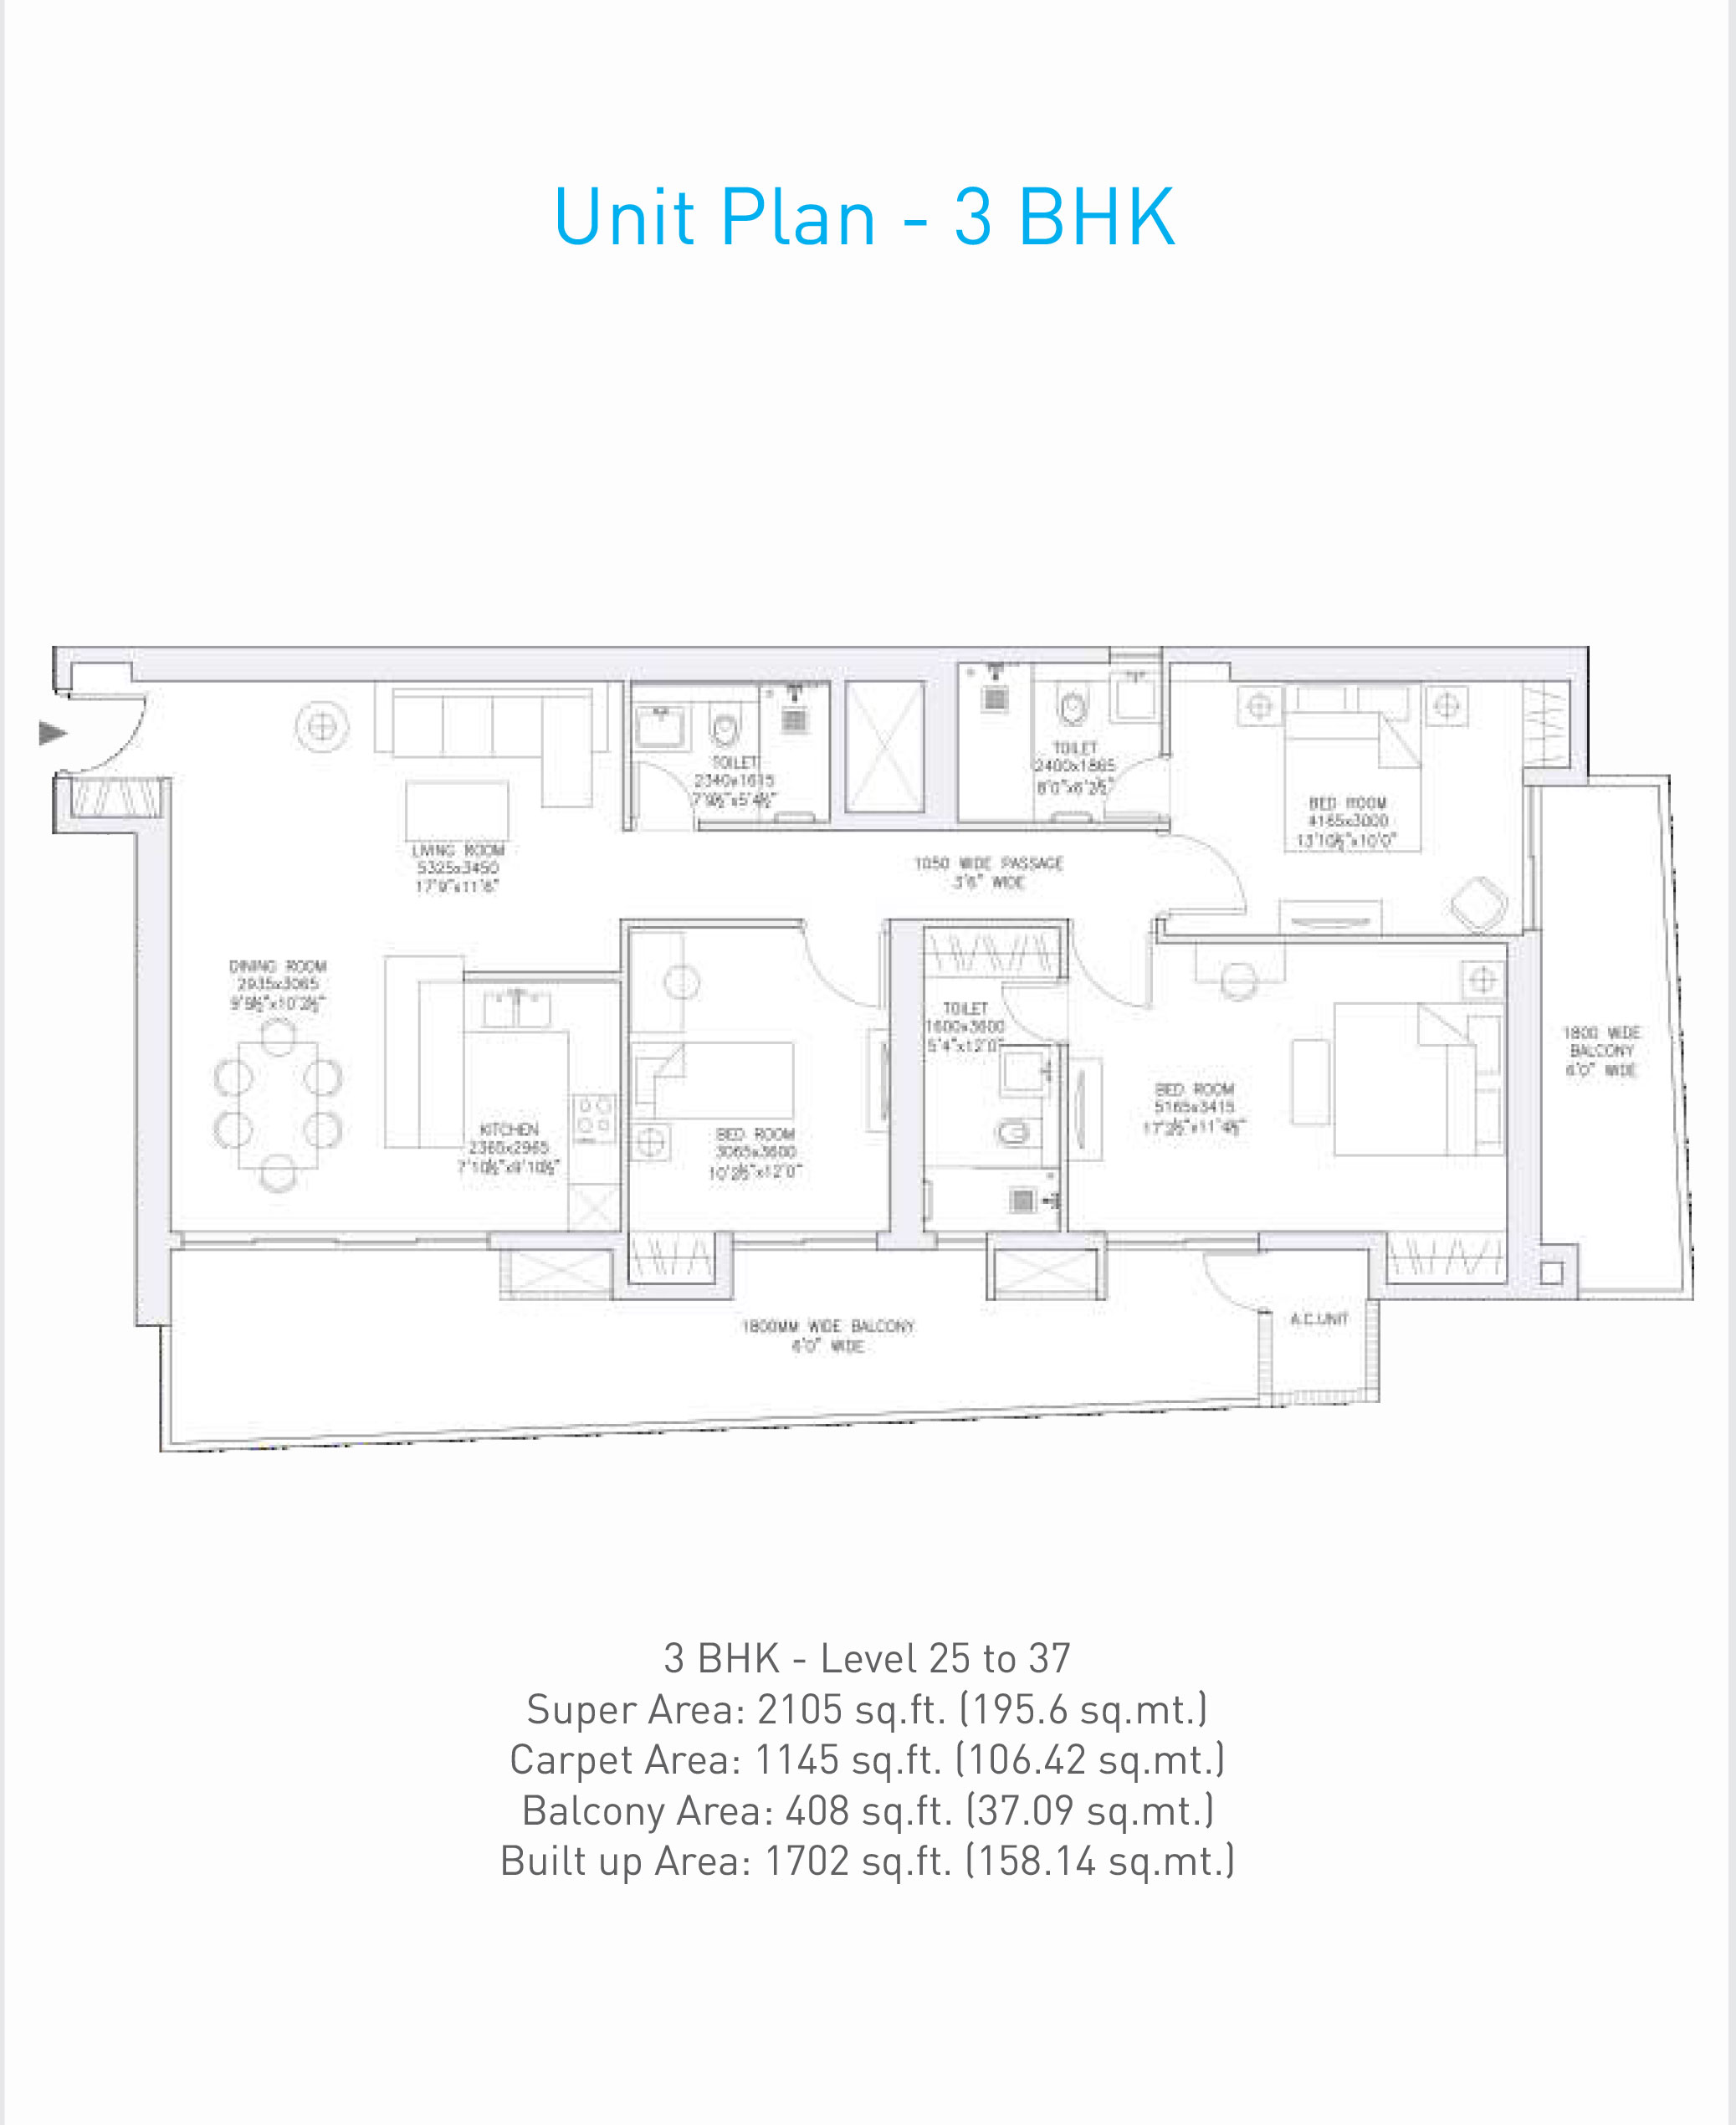 Unit Plan - 3 BHK
TOILET
2340x1615
7'9½"x5'4½"
TOILET
2400x1865
8'0"x6'2½"
BED ROOM
4165x3000
13'10½"x10'0"
LIVING ROOM
5325x3450
17'9"x11'6"
1050 WIDE PASSAGE
3'6" WIDE
DINING ROOM
2935x3065
9'9½"x10'2½"
TOILET
1600x3600
5'4"x12'0"
1800 WIDE
BALCONY
6'0" WIDE
BED ROOM
5165x3415
17'2½"x11'4½"
KITCHEN
2360x2965
7'10½"x9'10½"
BED ROOM
3065x3600
10'2½"x12'0"
A.C.UNIT
1800MM WIDE BALCONY
6'0" WIDE
3 BHK - Level 25 to 37
Super Area: 2105 sq.ft. (195.6 sq.mt.)
Carpet Area: 1145 sq.ft. (106.42 sq.mt.)
Balcony Area: 408 sq.ft. (37.09 sq.mt.)
Built up Area: 1702 sq.ft. (158.14 sq.mt.)